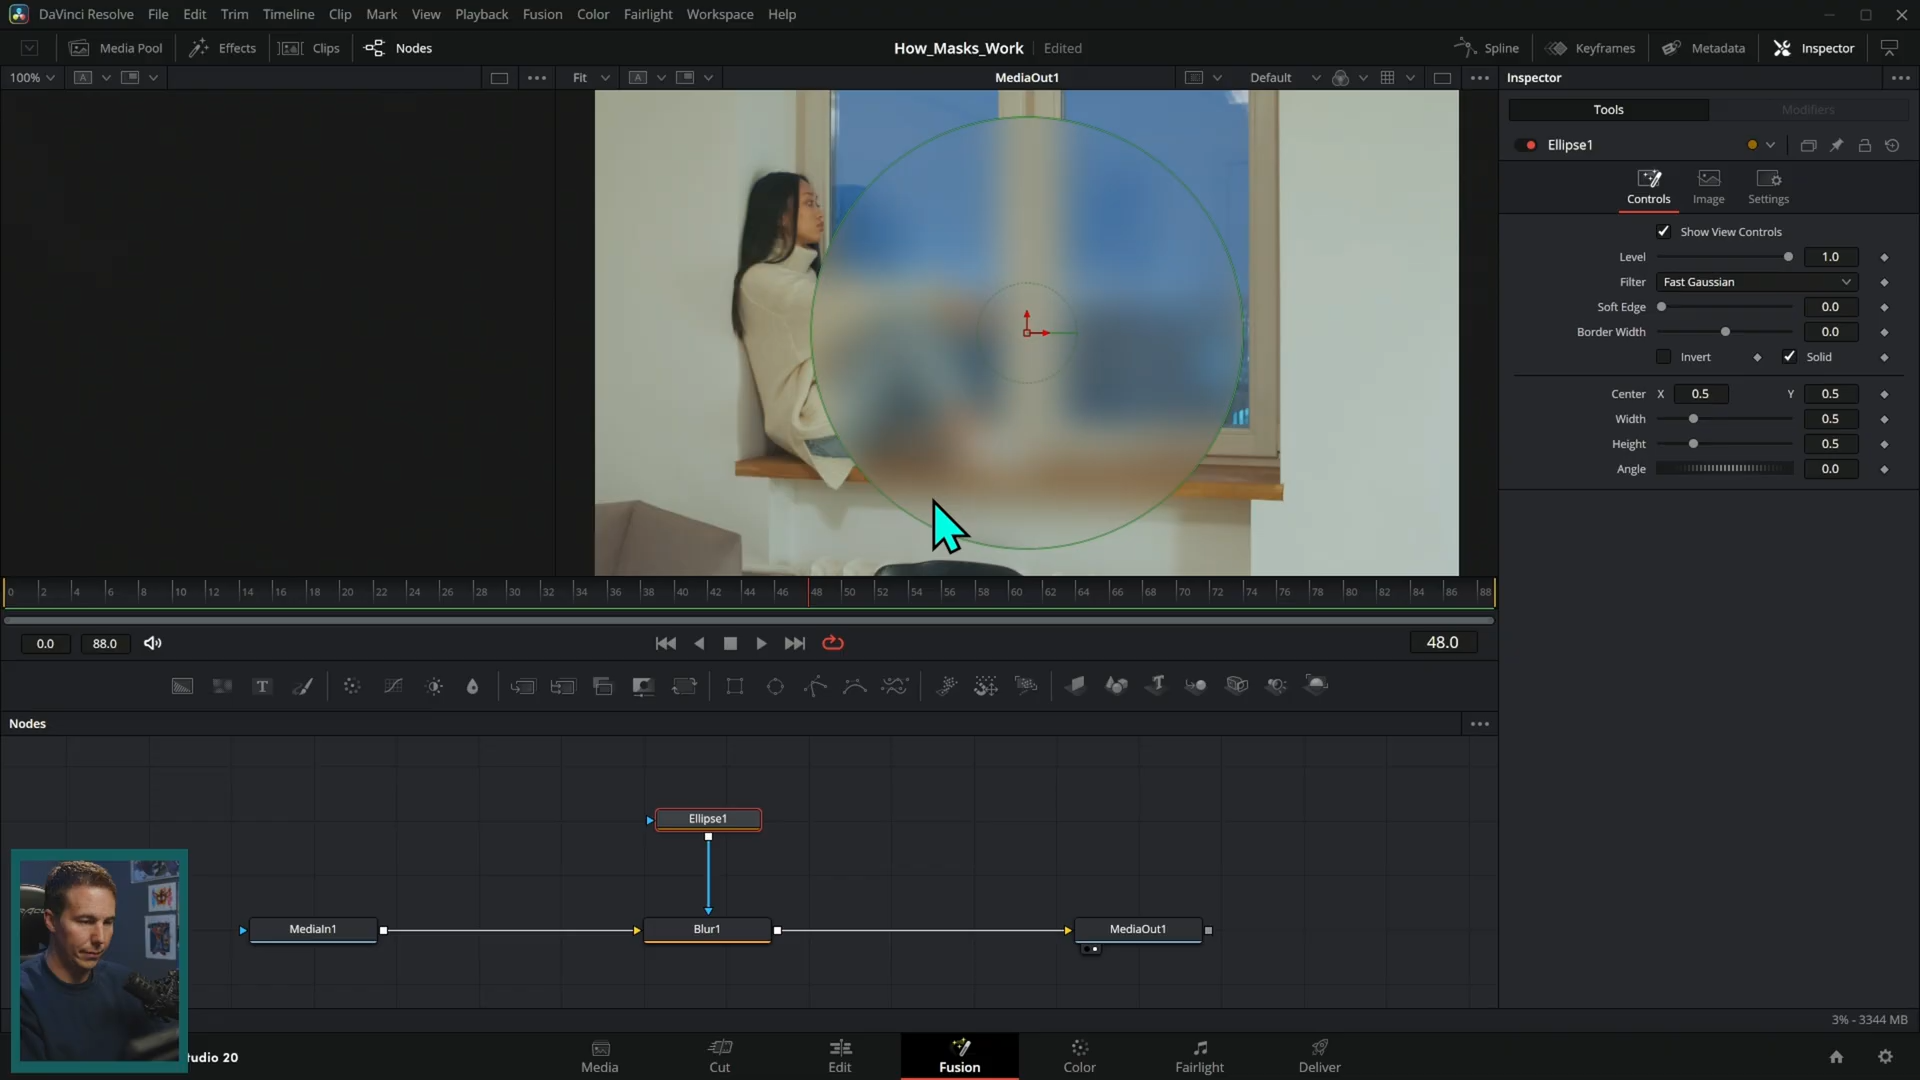 DaVinci Resolve File Edit Trim Timeline Clip Mark View Playback Fusion Color Fairlight Workspace Help
Media Pool Effects Clips Nodes How_Masks_Work Edited Spline Keyframes Metadata Inspector
100% Fit MediaOut1 Default Inspector
Tools Modifiers
Ellipse1
Controls Image Settings
Show View Controls
Level 1.0
Filter Fast Gaussian
Soft Edge 0.0
Border Width 0.0
Invert Solid
Center X 0.5 Y 0.5
Width 0.5
Height 0.5
Angle 0.0
0 2 4 6 8 10 12 14 16 18 20 22 24 26 28 30 32 34 36 38 40 42 44 46 48 50 52 54 56 58 60 62 64 66 68 70 72 74 76 78 80 82 84 86 88
0.0 88.0 48.0
Nodes
Ellipse1
MediaIn1 Blur1 MediaOut1
3% - 3344 MB
tudio 20
Media Cut Edit Fusion Color Fairlight Deliver